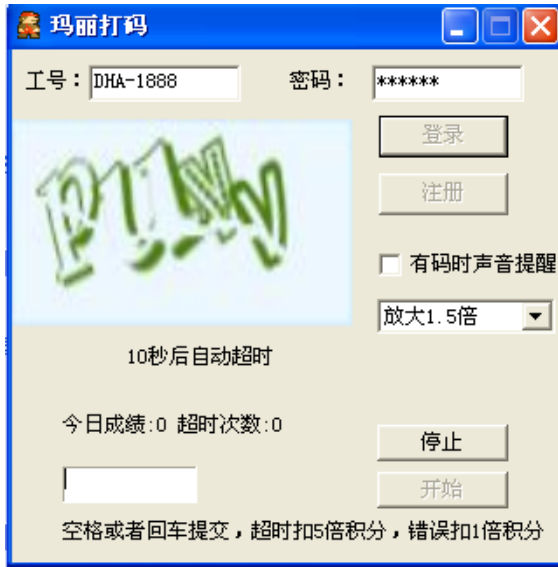 玛丽打码
工号：DHA-1888 密码：******
登录
注册
有码时声音提醒
放大1.5倍
10秒后自动超时
今日成绩:0 超时次数:0
停止
开始
空格或者回车提交，超时扣5倍积分，错误扣1倍积分